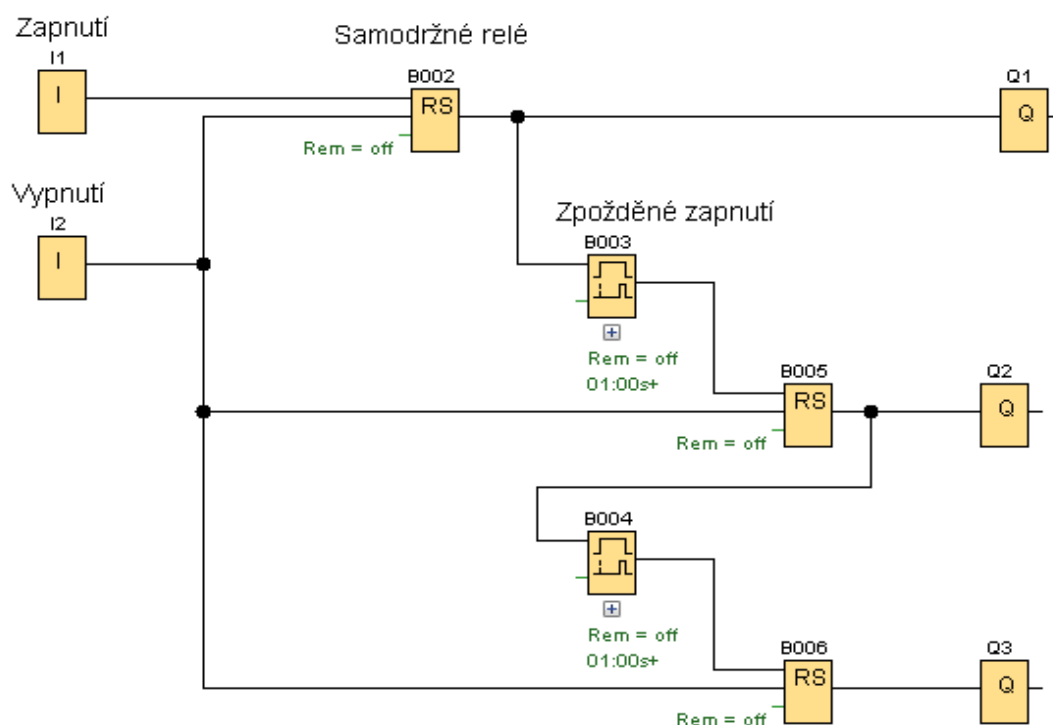 Zapnutí
I1
I
Samodržné relé
B002
RS
Rem = off
Q1
Q
Vypnutí
I2
I
Zpožděné zapnutí
B003
Rem = off
01:00s+
B005
RS
Rem = off
Q2
Q
B004
Rem = off
01:00s+
B006
RS
Rem = off
Q3
Q